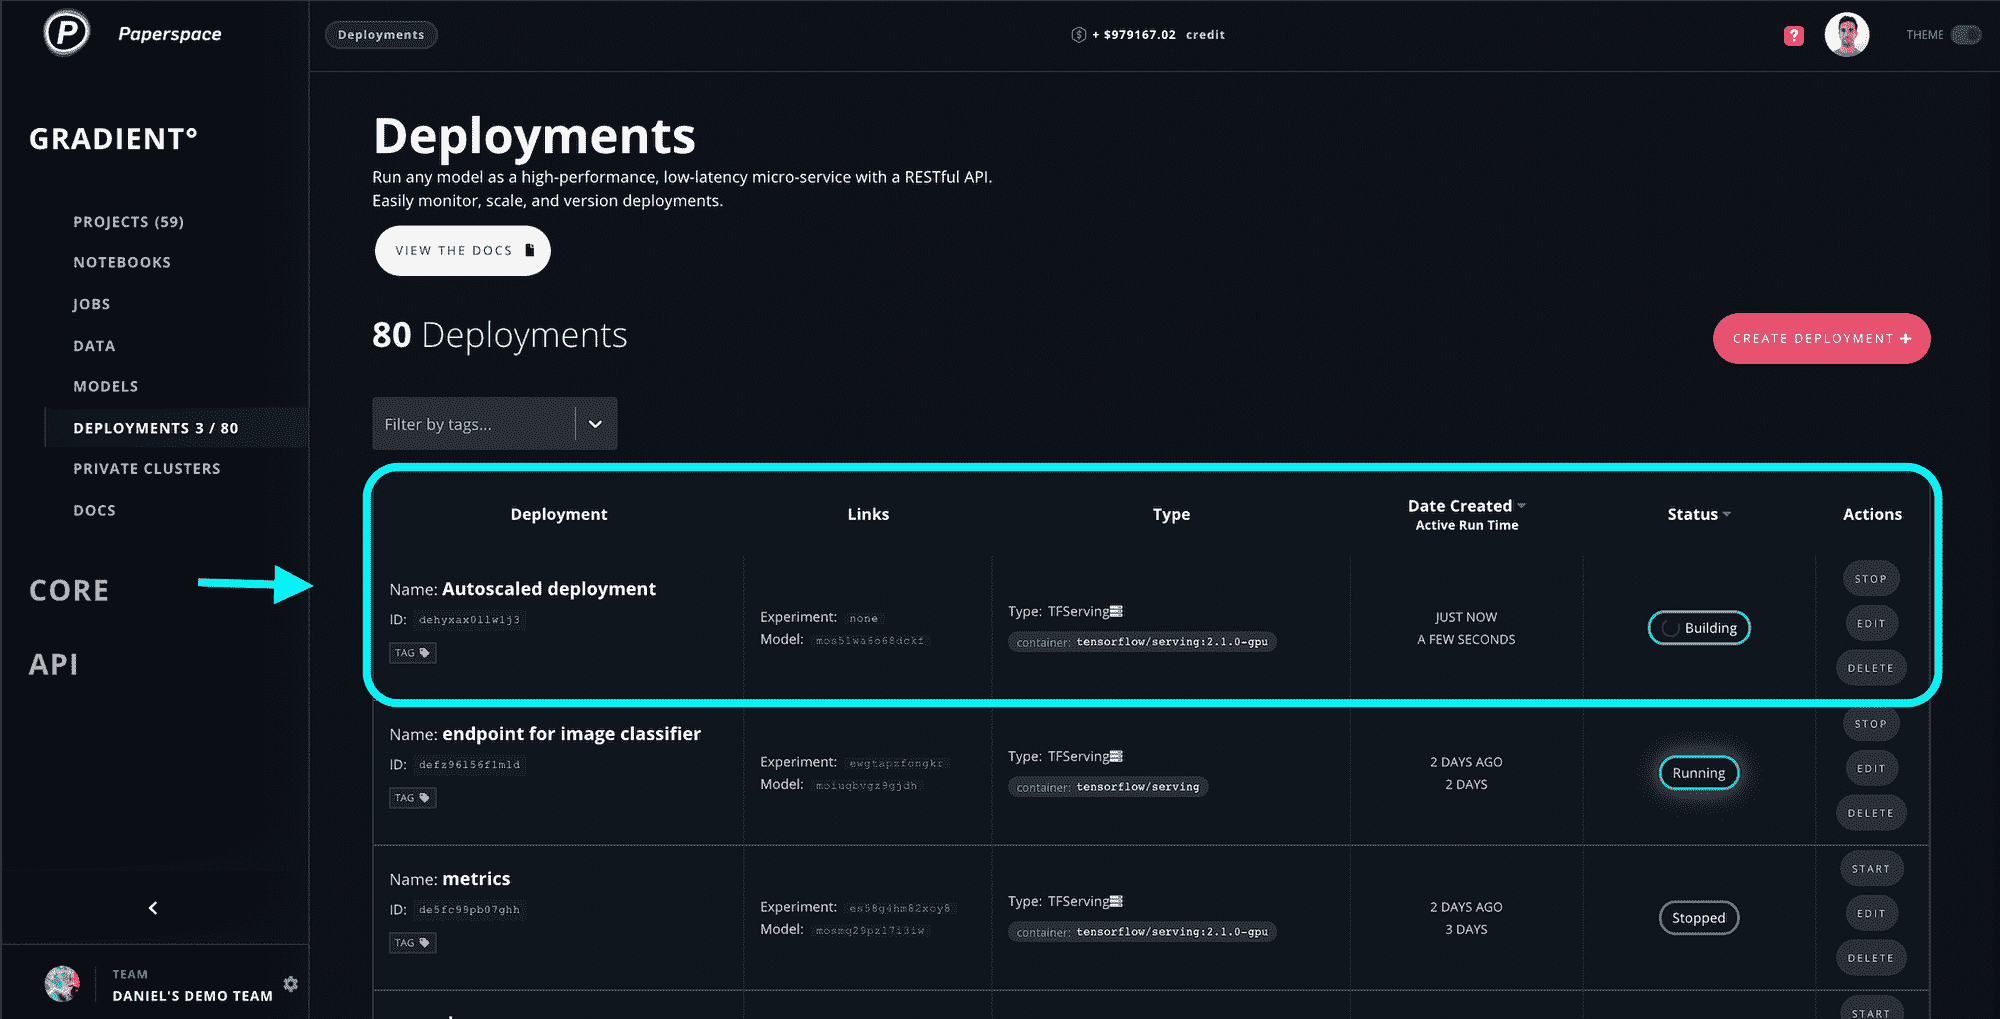 Paperspace
Deployments
+ $979167.02 credit
?
THEME
GRADIENT°
PROJECTS (59)
NOTEBOOKS
JOBS
DATA
MODELS
DEPLOYMENTS 3 / 80
PRIVATE CLUSTERS
DOCS
CORE
API
TEAM
DANIEL'S DEMO TEAM
Deployments
Run any model as a high-performance, low-latency micro-service with a RESTful API.
Easily monitor, scale, and version deployments.
VIEW THE DOCS
80 Deployments
CREATE DEPLOYMENT +
Filter by tags...
Deployment Links Type Date Created Status Actions
Active Run Time
Name: Autoscaled deployment
ID:
TAG
Experiment: none
Model:
Type: TFServing
container: tensorflow/serving:2.1.0-gpu
JUST NOW
A FEW SECONDS
Building
STOP
EDIT
DELETE
Name: endpoint for image classifier
ID: defz96156f1mld
TAG
Experiment:
Model:
Type: TFServing
container: tensorflow/serving
2 DAYS AGO
2 DAYS
Running
STOP
EDIT
DELETE
Name: metrics
ID: de5fc99pb07ghh
TAG
Experiment:
Model:
Type: TFServing
container: tensorflow/serving:2.1.0-gpu
2 DAYS AGO
3 DAYS
Stopped
START
EDIT
DELETE
START